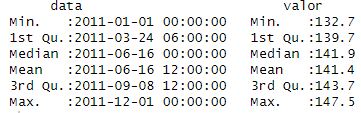 data valor
Min. :2011-01-01 00:00:00 Min. :132.7
1st Qu.:2011-03-24 06:00:00 1st Qu.:139.7
Median :2011-06-16 00:00:00 Median :141.9
Mean :2011-06-16 12:00:00 Mean :141.4
3rd Qu.:2011-09-08 12:00:00 3rd Qu.:143.7
Max. :2011-12-01 00:00:00 Max. :147.5